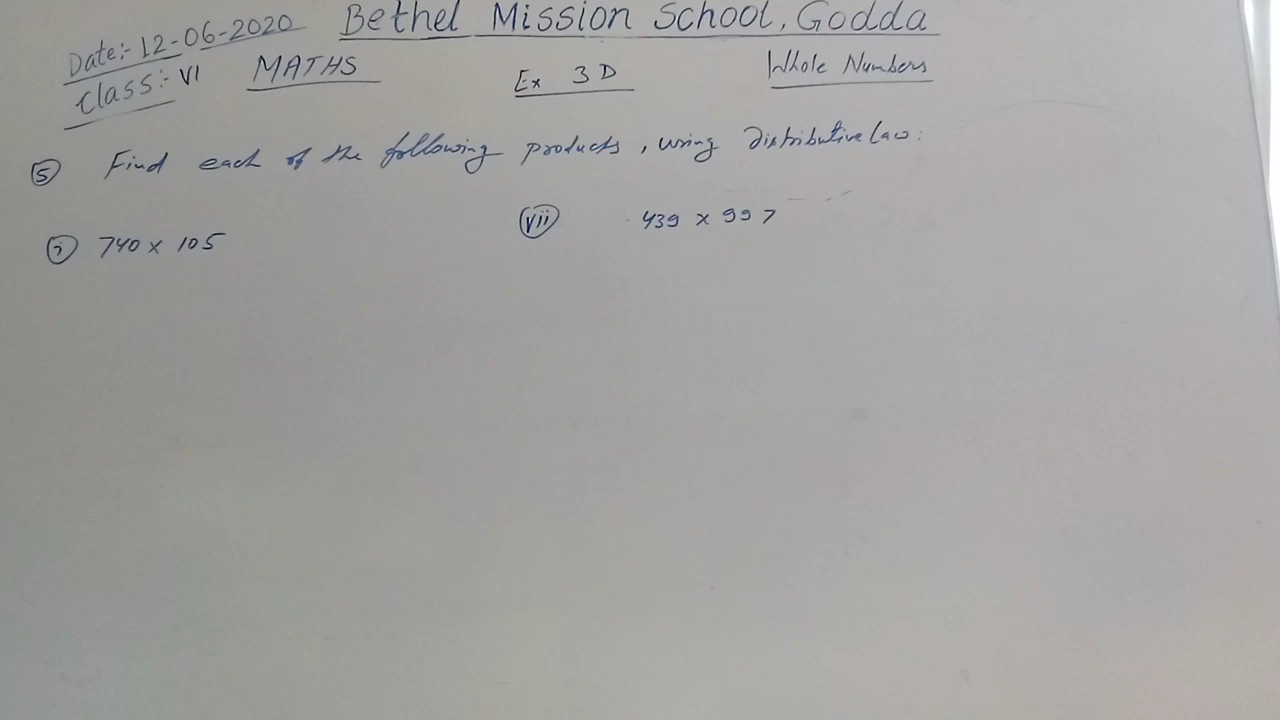 Bethel Mission School, Godda
Date:- 12-06-2020
Class:- VI
MATHS
Ex 3D
Whole Numbers
(5) Find each of the following products, using Distributive Law:
(i) 740 x 105
(vii) 439 x 997